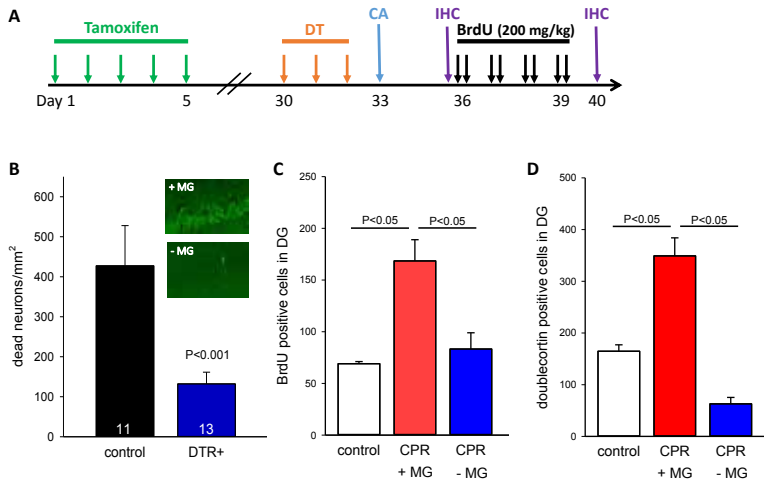 A
Tamoxifen
DT
CA
IHC
BrdU (200 mg/kg)
IHC
Day 1
5
30
33
36
39
40
B
dead neurons/mm²
600
500
400
300
200
100
0
+ MG
- MG
P<0.001
11
13
control
DTR+
C
BrdU positive cells in DG
250
200
150
100
50
0
P<0.05
P<0.05
control
CPR
+ MG
CPR
- MG
D
doublecortin positive cells in DG
500
400
300
200
100
0
P<0.05
P<0.05
control
CPR
+ MG
CPR
- MG